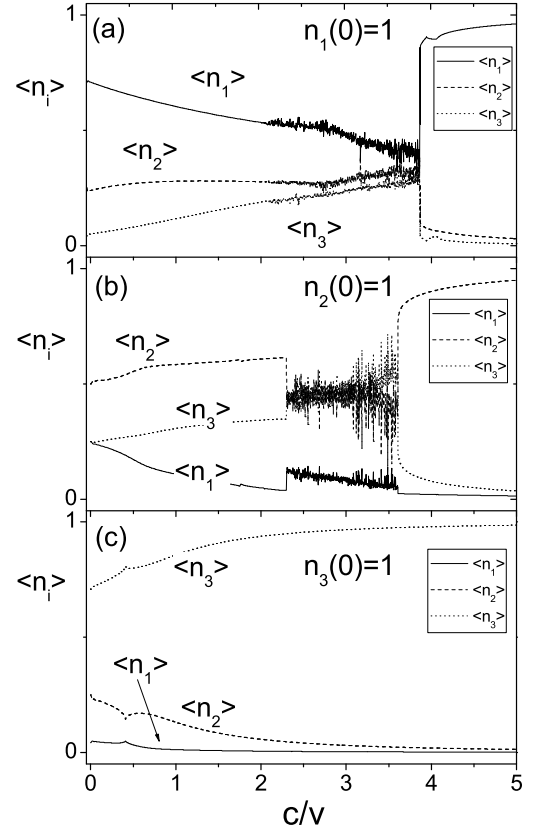 (a)
n₁(0)=1
1
<nᵢ>
<n₁>
<n₂>
<n₃>
0
<n₁>
<n₂>
<n₃>
(b)
n₂(0)=1
1
<nᵢ>
<n₂>
<n₃>
<n₁>
0
<n₁>
<n₂>
<n₃>
(c)
n₃(0)=1
1
<nᵢ>
<n₃>
<n₁>
<n₂>
0
<n₁>
<n₂>
<n₃>
0 1 2 3 4 5
c/v